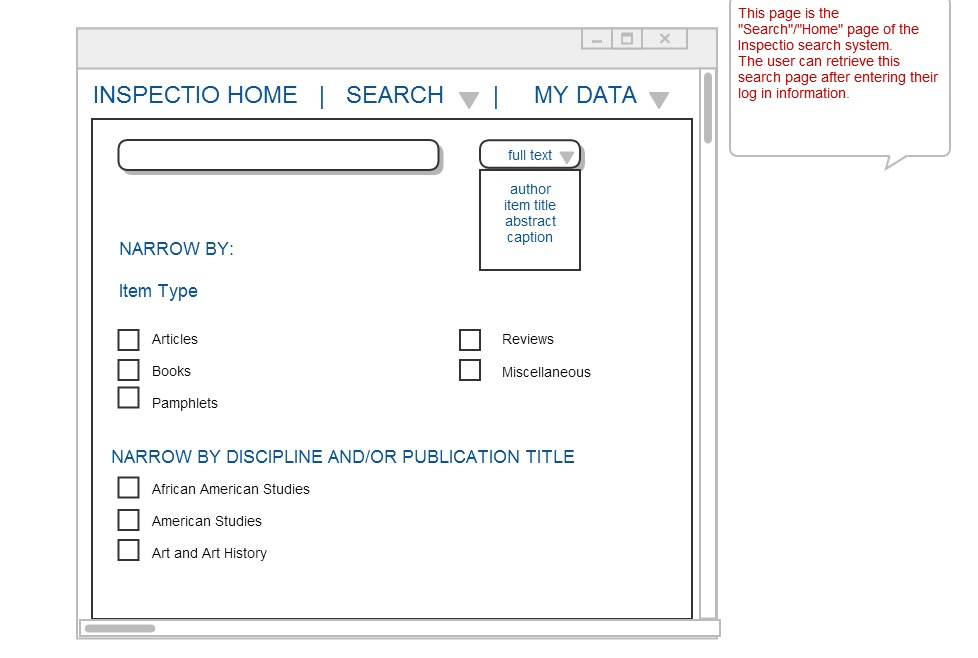 This page is the
"Search"/"Home" page of the
Inspectio search system.
The user can retrieve this
search page after entering their
log in information.
INSPECTIO HOME | SEARCH | MY DATA
full text
author
item title
abstract
caption
NARROW BY:
Item Type
Articles
Reviews
Books
Miscellaneous
Pamphlets
NARROW BY DISCIPLINE AND/OR PUBLICATION TITLE
African American Studies
American Studies
Art and Art History